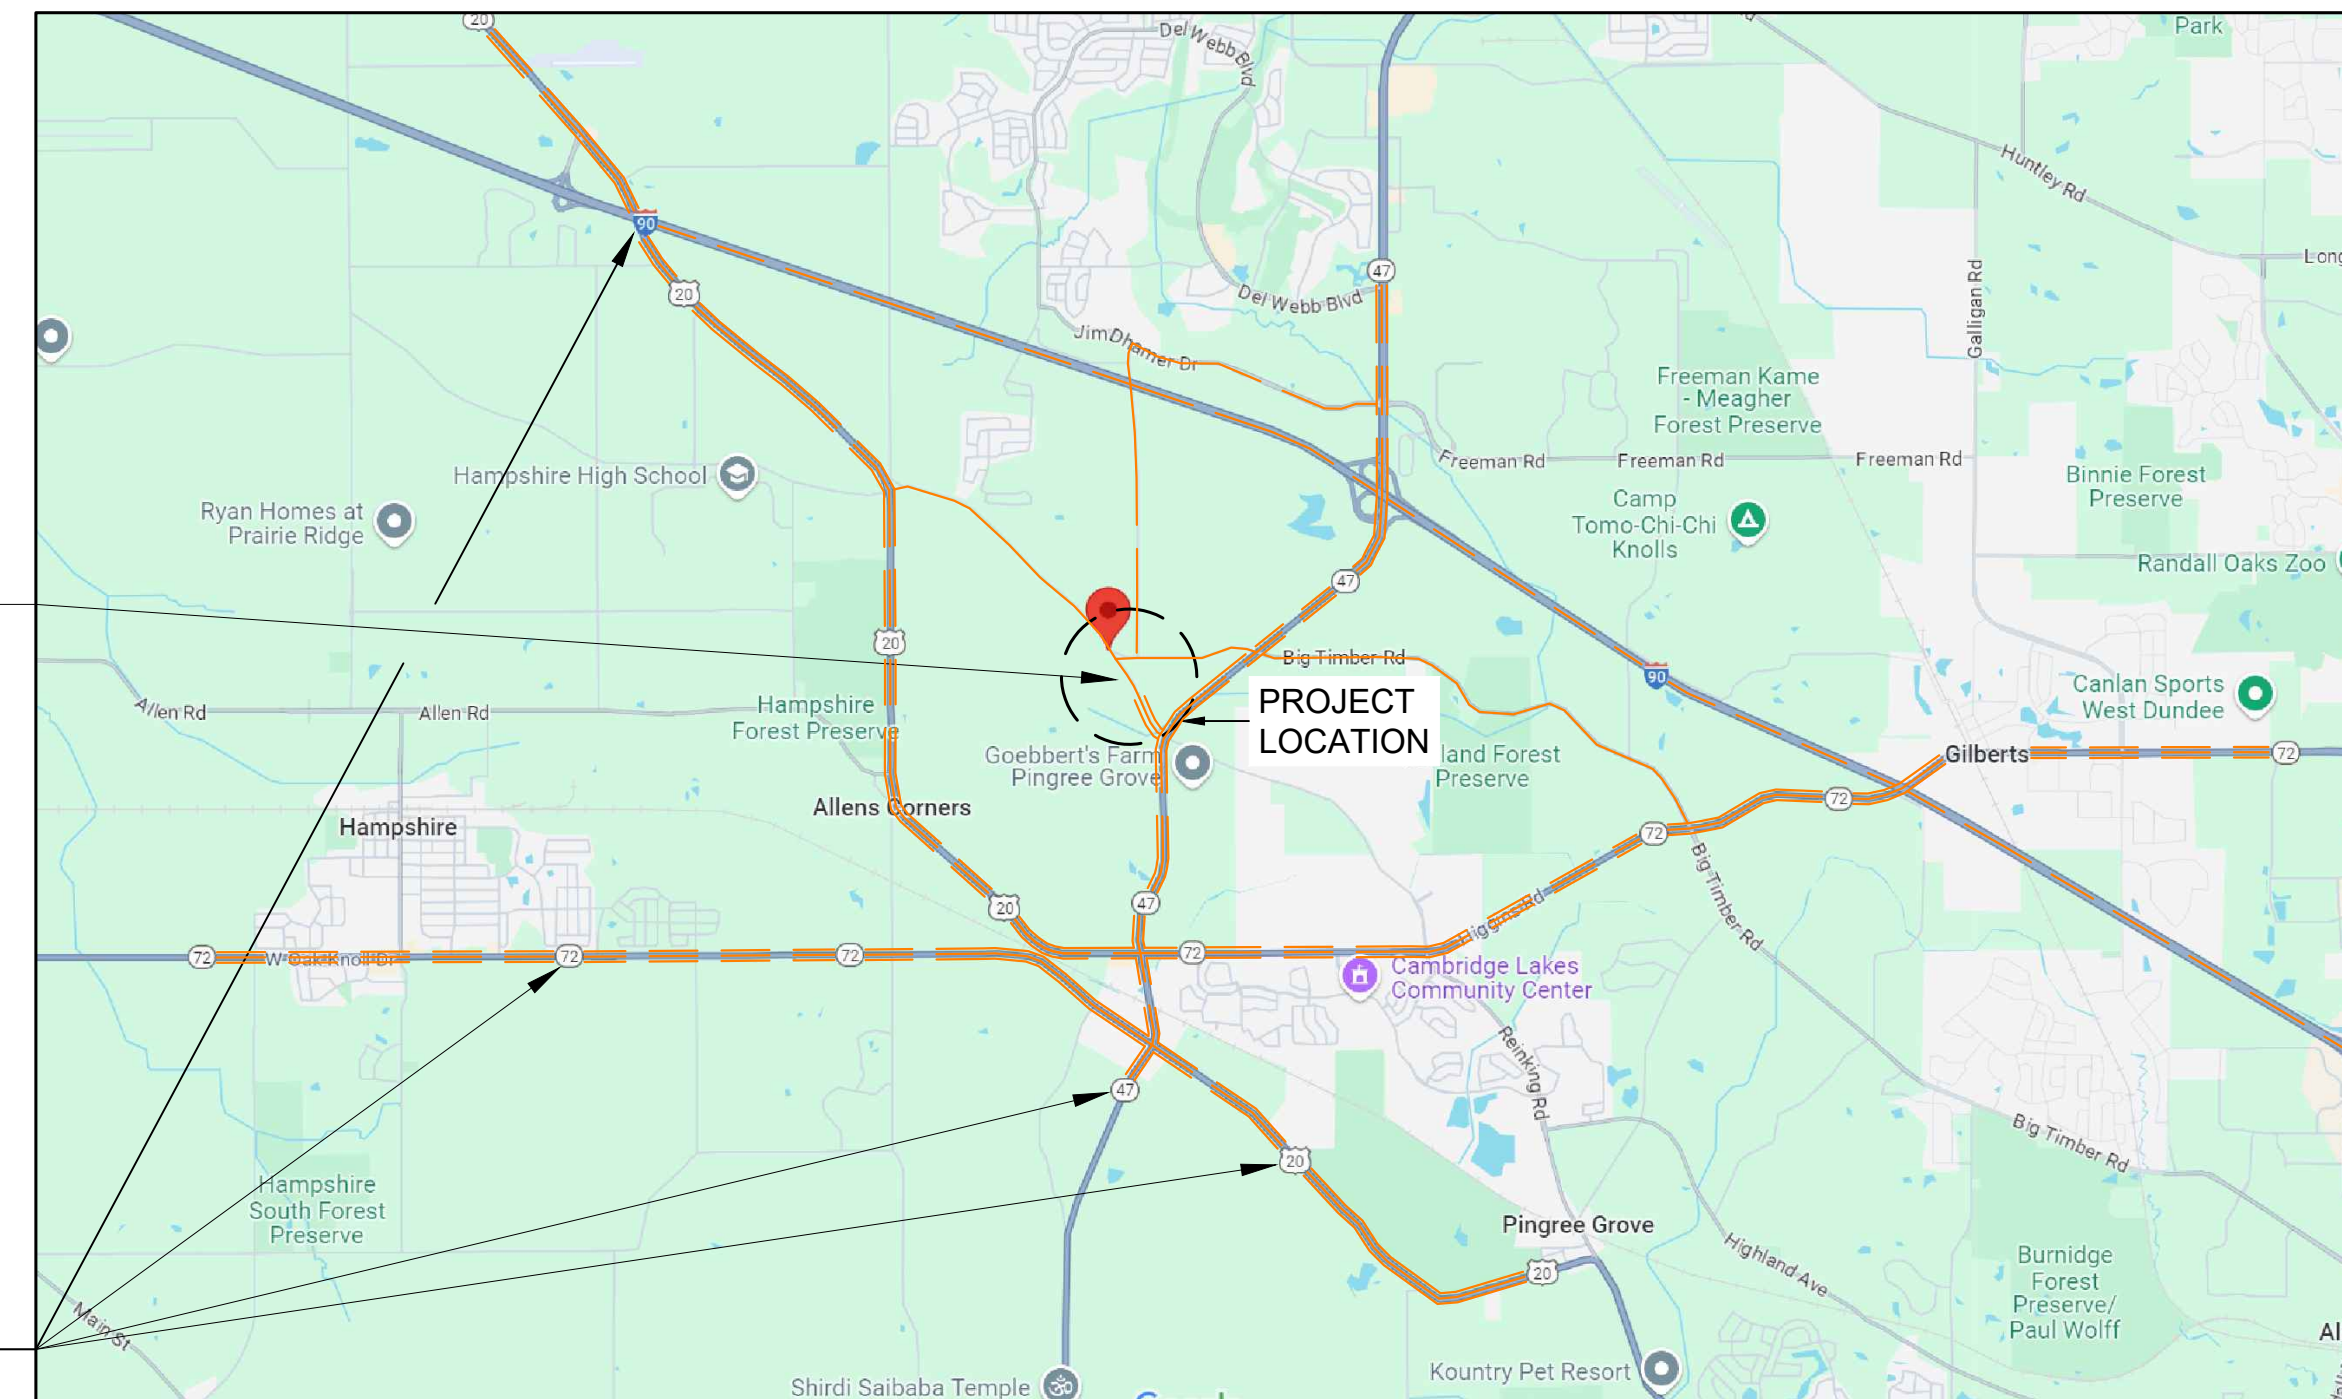 20
Del Webb Blvd
Park
Huntley Rd
90
20
47
Del Webb Blvd
Galligan Rd
Jim Dhamer Dr
Freeman Kame
- Meagher
Forest Preserve
Hampshire High School
Freeman Rd
Freeman Rd
Freeman Rd
Binnie Forest
Preserve
Ryan Homes at
Prairie Ridge
Camp
Tomo-Chi-Chi
Knolls
Randall Oaks Zoo
47
20
Big Timber Rd
90
Canlan Sports
West Dundee
Allen Rd
Allen Rd
Hampshire
Forest Preserve
PROJECT
LOCATION
Goebbert's Farm
Pingree Grove
land Forest
Preserve
Gilberts
72
72
Allens Corners
Hampshire
72
Big Timber Rd
20
47
Higgins Rd
72
W Oak Knoll Dr
72
72
72
Cambridge Lakes
Community Center
Reinking Rd
47
Big Timber Rd
20
Hampshire
South Forest
Preserve
Pingree Grove
Highland Ave
20
Burnidge
Forest
Preserve/
Paul Wolff
Main St
Kountry Pet Resort
Shirdi Saibaba Temple